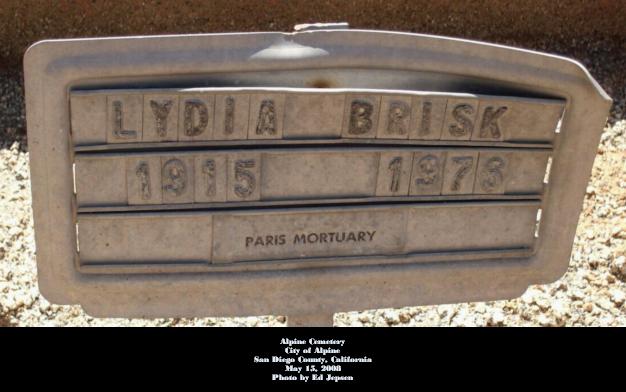 LYDIA BRISK
1915 1973
PARIS MORTUARY
Alpine Cemetery
City of Alpine
San Diego County, California
May 15, 2008
Photo by Ed Jepsen